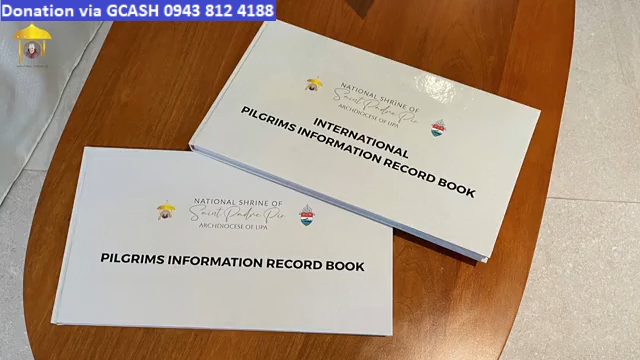 Donation via GCASH 0943 812 4188
NATIONAL SHRINE OF
Saint Padre Pio
ARCHDIOCESE OF LIPA
INTERNATIONAL
PILGRIMS INFORMATION RECORD BOOK
NATIONAL SHRINE OF
Saint Padre Pio
ARCHDIOCESE OF LIPA
PILGRIMS INFORMATION RECORD BOOK